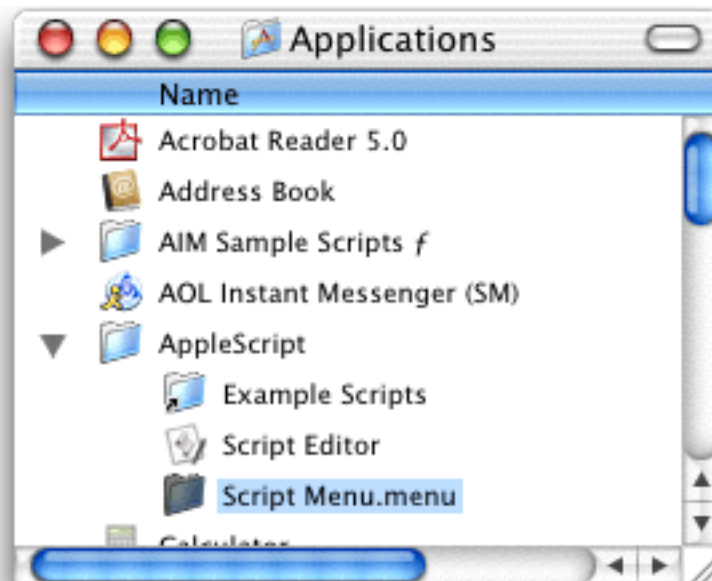 Applications
Name
Acrobat Reader 5.0
Address Book
AIM Sample Scripts ƒ
AOL Instant Messenger (SM)
AppleScript
Example Scripts
Script Editor
Script Menu.menu
Calculator